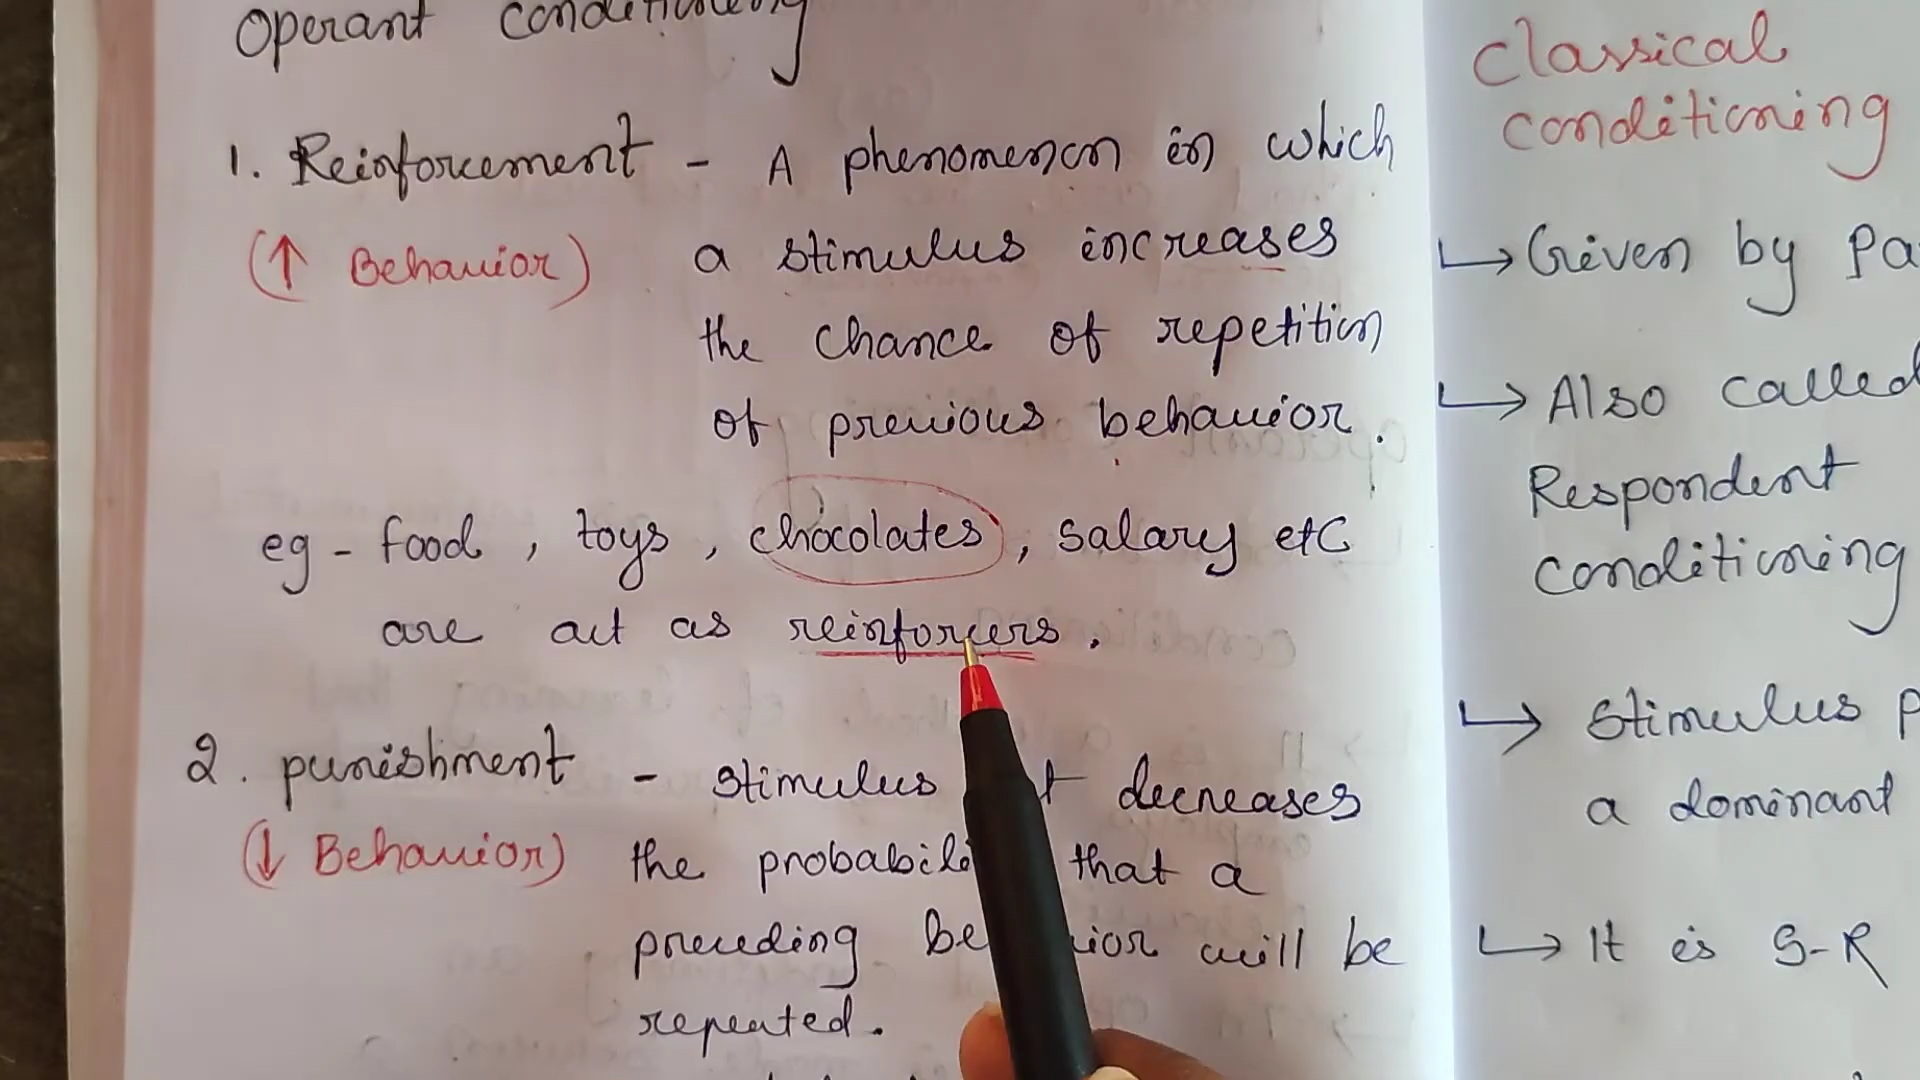 Operant conditioning
1. Reinforcement - A phenomenon in which
(↑ Behavior) a stimulus increases
the chance of repetition
of previous behavior.
eg - food, toys, chocolates, salary etc
are act as reinforcers.
2. punishment - stimulus decreases
(↓ Behavior) the that a
preceding will be
repeated.
classical
conditioning
↳ Given by
↳ Also called
Respondent
conditioning
↳ Stimulus
a dominant
↳ It is S-R